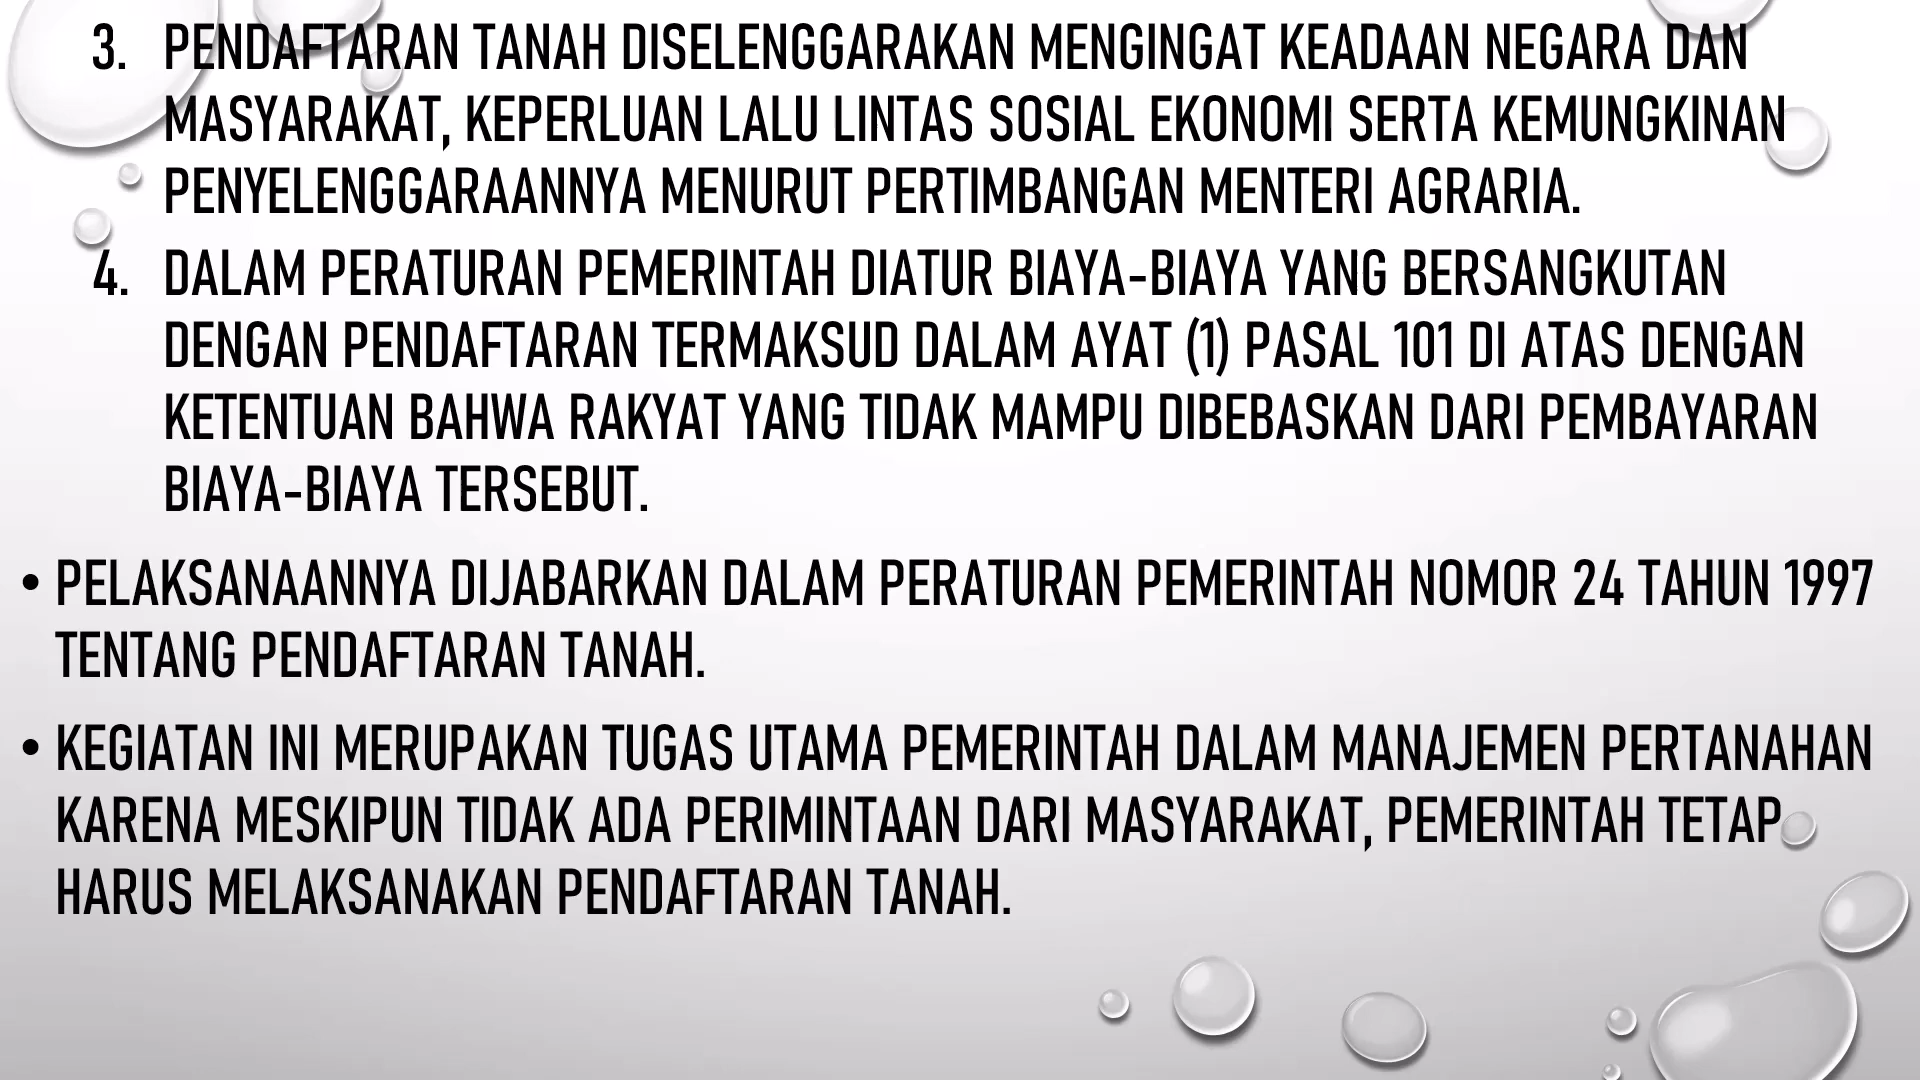 3. PENDAFTARAN TANAH DISELENGGARAKAN MENGINGAT KEADAAN NEGARA DAN
MASYARAKAT, KEPERLUAN LALU LINTAS SOSIAL EKONOMI SERTA KEMUNGKINAN
PENYELENGGARAANNYA MENURUT PERTIMBANGAN MENTERI AGRARIA.
4. DALAM PERATURAN PEMERINTAH DIATUR BIAYA-BIAYA YANG BERSANGKUTAN
DENGAN PENDAFTARAN TERMAKSUD DALAM AYAT (1) PASAL 101 DI ATAS DENGAN
KETENTUAN BAHWA RAKYAT YANG TIDAK MAMPU DIBEBASKAN DARI PEMBAYARAN
BIAYA-BIAYA TERSEBUT.
• PELAKSANAANNYA DIJABARKAN DALAM PERATURAN PEMERINTAH NOMOR 24 TAHUN 1997
TENTANG PENDAFTARAN TANAH.
• KEGIATAN INI MERUPAKAN TUGAS UTAMA PEMERINTAH DALAM MANAJEMEN PERTANAHAN
KARENA MESKIPUN TIDAK ADA PERIMINTAAN DARI MASYARAKAT, PEMERINTAH TETAP
HARUS MELAKSANAKAN PENDAFTARAN TANAH.